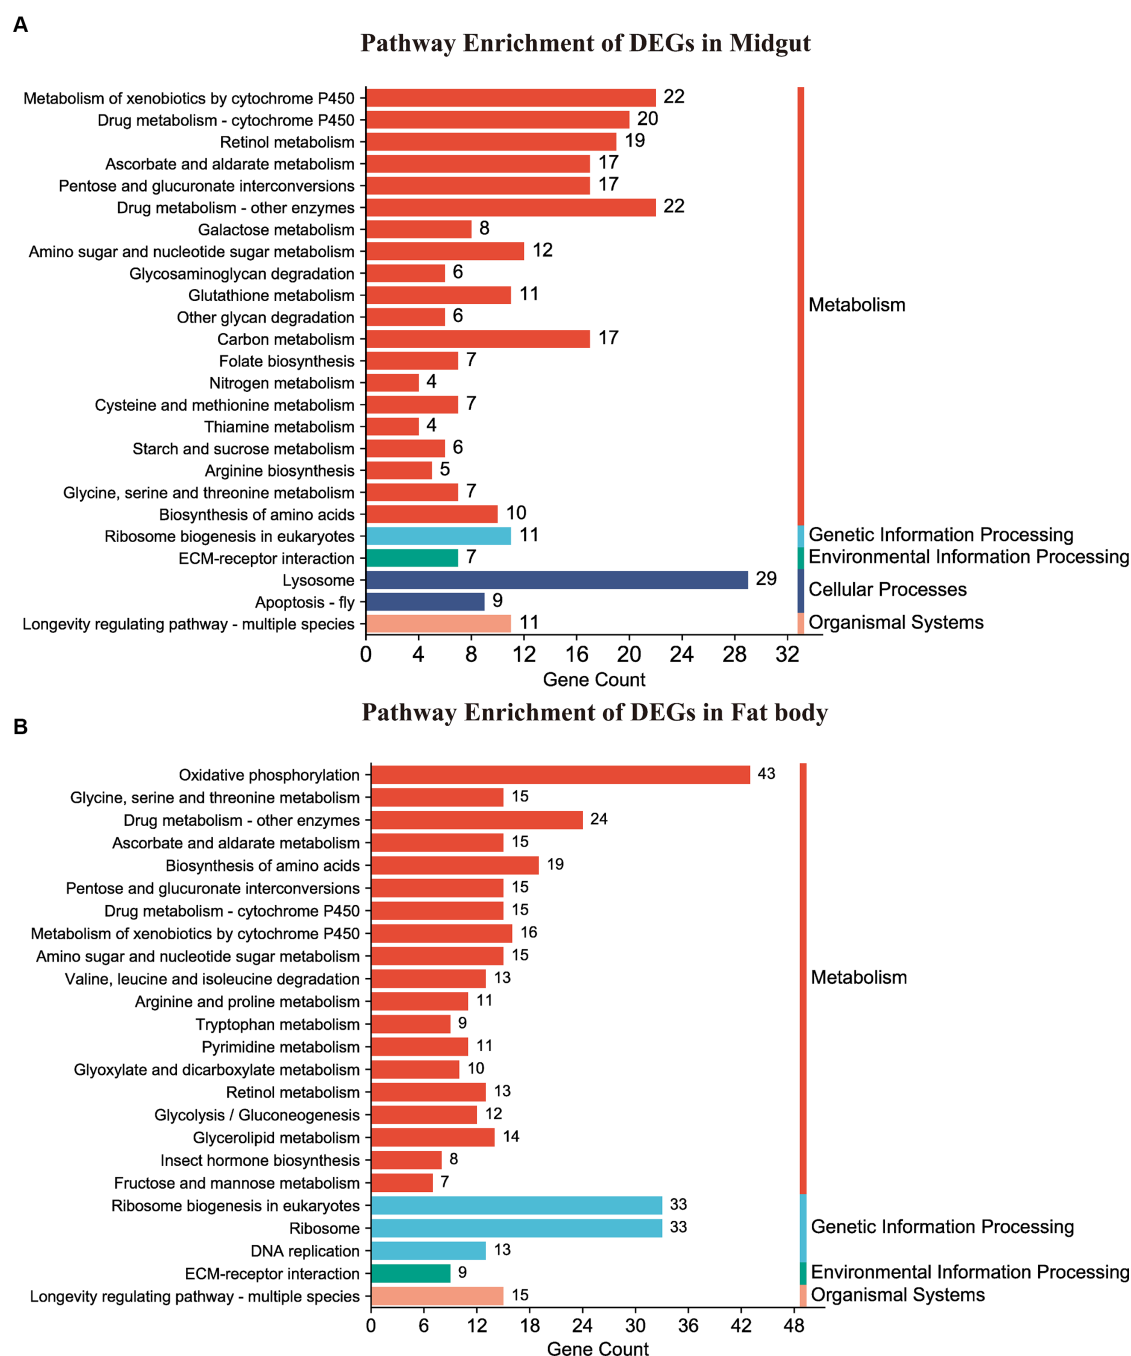 A
Pathway Enrichment of DEGs in Midgut
Metabolism of xenobiotics by cytochrome P450 22
Drug metabolism - cytochrome P450 20
Retinol metabolism 19
Ascorbate and aldarate metabolism 17
Pentose and glucuronate interconversions 17
Drug metabolism - other enzymes 22
Galactose metabolism 8
Amino sugar and nucleotide sugar metabolism 12
Glycosaminoglycan degradation 6
Glutathione metabolism 11
Metabolism
Other glycan degradation 6
Carbon metabolism 17
Folate biosynthesis 7
Nitrogen metabolism 4
Cysteine and methionine metabolism 7
Thiamine metabolism 4
Starch and sucrose metabolism 6
Arginine biosynthesis 5
Glycine, serine and threonine metabolism 7
Biosynthesis of amino acids 10
Ribosome biogenesis in eukaryotes 11 Genetic Information Processing
ECM-receptor interaction 7 Environmental Information Processing
Lysosome 29
Cellular Processes
Apoptosis - fly 9
Longevity regulating pathway - multiple species 11 Organismal Systems
0 4 8 12 16 20 24 28 32
Gene Count
B
Pathway Enrichment of DEGs in Fat body
Oxidative phosphorylation 43
Glycine, serine and threonine metabolism 15
Drug metabolism - other enzymes 24
Ascorbate and aldarate metabolism 15
Biosynthesis of amino acids 19
Pentose and glucuronate interconversions 15
Drug metabolism - cytochrome P450 15
Metabolism of xenobiotics by cytochrome P450 16
Amino sugar and nucleotide sugar metabolism 15
Valine, leucine and isoleucine degradation 13 Metabolism
Arginine and proline metabolism 11
Tryptophan metabolism 9
Pyrimidine metabolism 11
Glyoxylate and dicarboxylate metabolism 10
Retinol metabolism 13
Glycolysis / Gluconeogenesis 12
Glycerolipid metabolism 14
Insect hormone biosynthesis 8
Fructose and mannose metabolism 7
Ribosome biogenesis in eukaryotes 33
Ribosome 33 Genetic Information Processing
DNA replication 13
ECM-receptor interaction 9 Environmental Information Processing
Longevity regulating pathway - multiple species 15 Organismal Systems
0 6 12 18 24 30 36 42 48
Gene Count